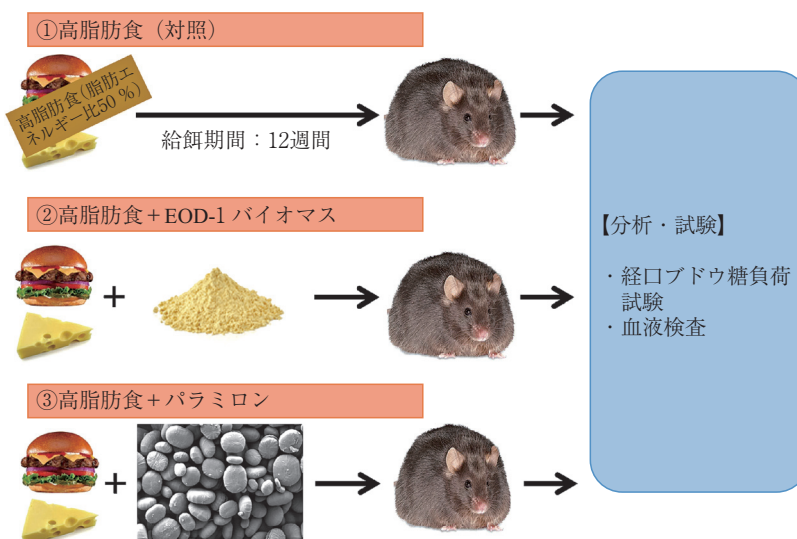 ①高脂肪食（対照）
高脂肪食(脂肪エ
ネルギー比50 %)
給餌期間：12週間
②高脂肪食+EOD-1 バイオマス
+
③高脂肪食+パラミロン
+
【分析・試験】
・経口ブドウ糖負荷
試験
・血液検査